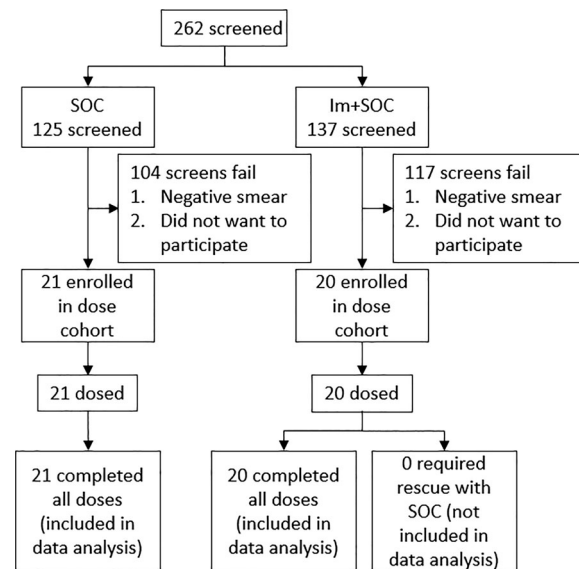 262 screened
SOC
125 screened
Im+SOC
137 screened
104 screens fail
1. Negative smear
2. Did not want to
participate
117 screens fail
1. Negative smear
2. Did not want to
participate
21 enrolled
in dose
cohort
20 enrolled
in dose
cohort
21 dosed
20 dosed
21 completed
all doses
(included in
data analysis)
20 completed
all doses
(included in
data analysis)
0 required
rescue with
SOC (not
included in
data analysis)